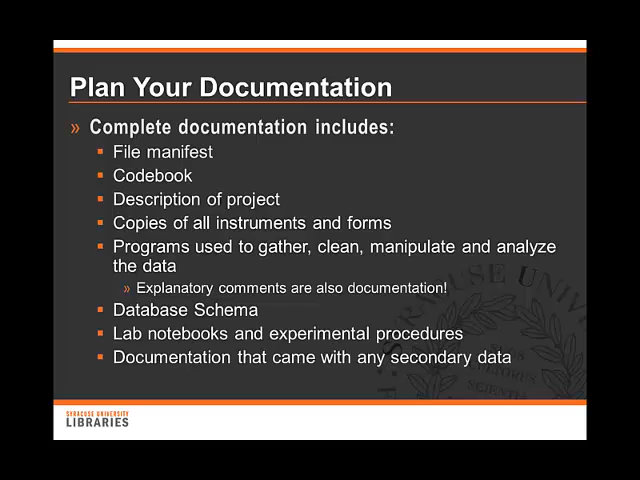 Plan Your Documentation
» Complete documentation includes:
▪ File manifest
▪ Codebook
▪ Description of project
▪ Copies of all instruments and forms
▪ Programs used to gather, clean, manipulate and analyze
the data
» Explanatory comments are also documentation!
▪ Database Schema
▪ Lab notebooks and experimental procedures
▪ Documentation that came with any secondary data
SYRACUSE UNIVERSITY
LIBRARIES